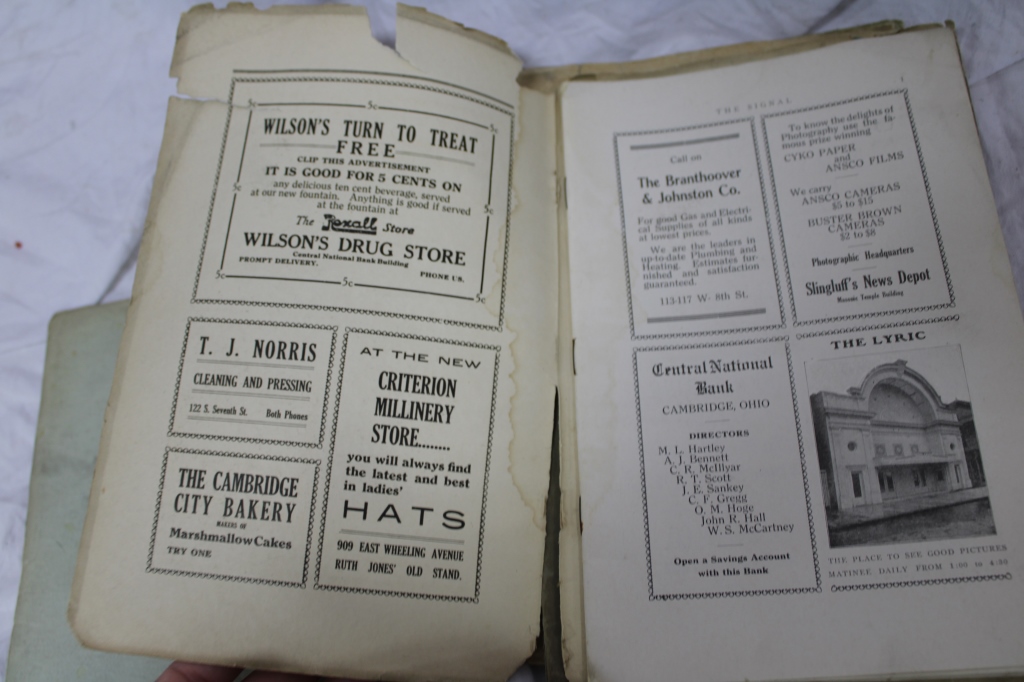 5c
5c
5c
WILSON'S TURN TO TREAT
FREE
CLIP THIS ADVERTISEMENT
IT IS GOOD FOR 5 CENTS ON
any delicious ten cent beverage, served
at our new fountain. Anything is good if served
at the fountain at
5c
5c
The Rexall Store
WILSON'S DRUG STORE
Central National Bank Building
PROMPT DELIVERY. PHONE US.
5c
5c
5c
T. J. NORRIS
CLEANING AND PRESSING
122 S. Seventh St. Both Phones
THE CAMBRIDGE
CITY BAKERY
MAKERS OF
Marshmallow Cakes
TRY ONE
AT THE NEW
CRITERION
MILLINERY
STORE........
you will always find
the latest and best
in ladies'
HATS
909 EAST WHEELING AVENUE
RUTH JONES' OLD STAND.
THE SIGNAL
1
Call on
The Branthoover
& Johnston Co.
For good Gas and Electri-
cal Supplies of all kinds
at lowest prices.
We are the leaders in
up-to-date Plumbing and
Heating. Estimates fur-
nished and satisfaction
guaranteed.
113-117 W. 8th St.
To know the delights of
Photography use the fa-
mous prize winning
CYKO PAPER
and
ANSCO FILMS
We carry
ANSCO CAMERAS
$5 to $15
BUSTER BROWN
CAMERAS
$2 to $8
Photographic Headquarters
Slingluff's News Depot
Masonic Temple Building
Central National
Bank
CAMBRIDGE, OHIO
DIRECTORS
M. L. Hartley
A. J. Bennett
C. R. McIlyar
R. T. Scott
J. E. Sankey
C. F. Gregg
O. M. Hoge
John R. Hall
W. S. McCartney
Open a Savings Account
with this Bank
THE LYRIC
THE PLACE TO SEE GOOD PICTURES
MATINEE DAILY FROM 1-00 to 4-30